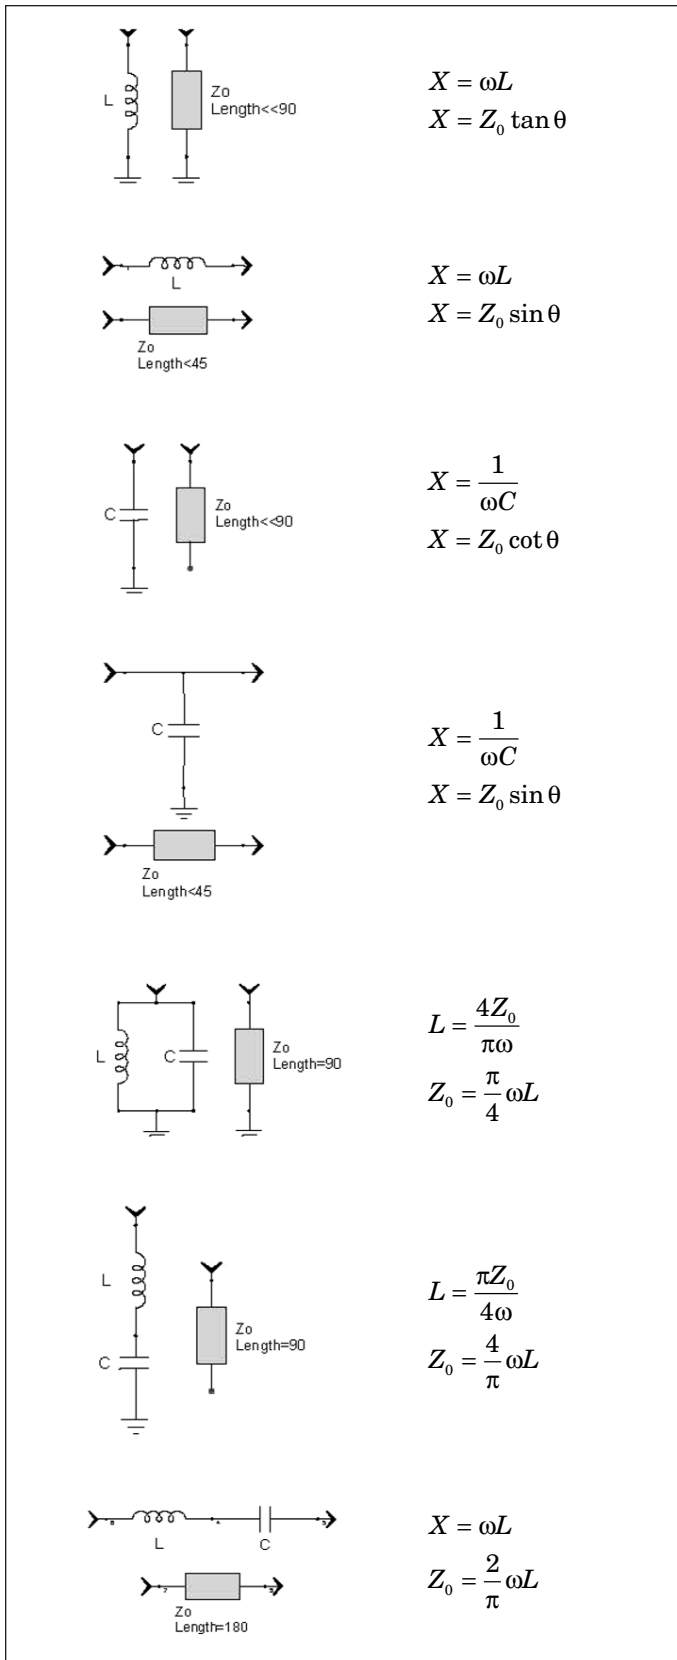 L
Zo
Length<<90
X = ωL
X = Z₀ tan θ
L
Zo
Length<45
X = ωL
X = Z₀ sin θ
C
Zo
Length<<90
X = 1/ωC
X = Z₀ cot θ
C
Zo
Length<45
X = 1/ωC
X = Z₀ sin θ
L
C
Zo
Length=90
L = 4Z₀/πω
Z₀ = π/4 ωL
L
C
Zo
Length=90
L = πZ₀/4ω
Z₀ = 4/π ωL
L
C
Zo
Length=180
X = ωL
Z₀ = 2/π ωL